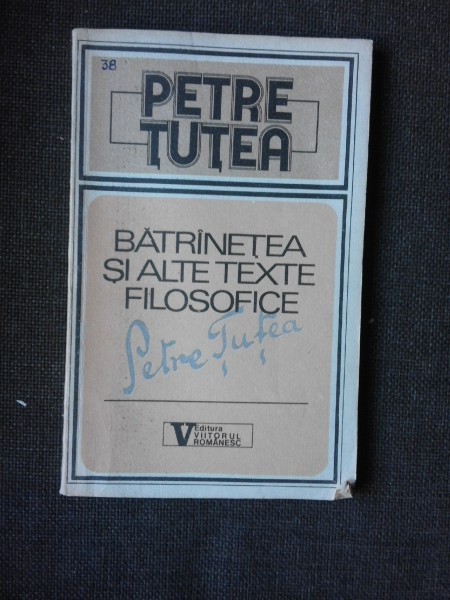 38
PETRE
ȚUȚEA
BĂTRÎNEȚEA
ȘI ALTE TEXTE
FILOSOFICE
Petre Țuțea
V Editura
VIITORUL
ROMÂNESC